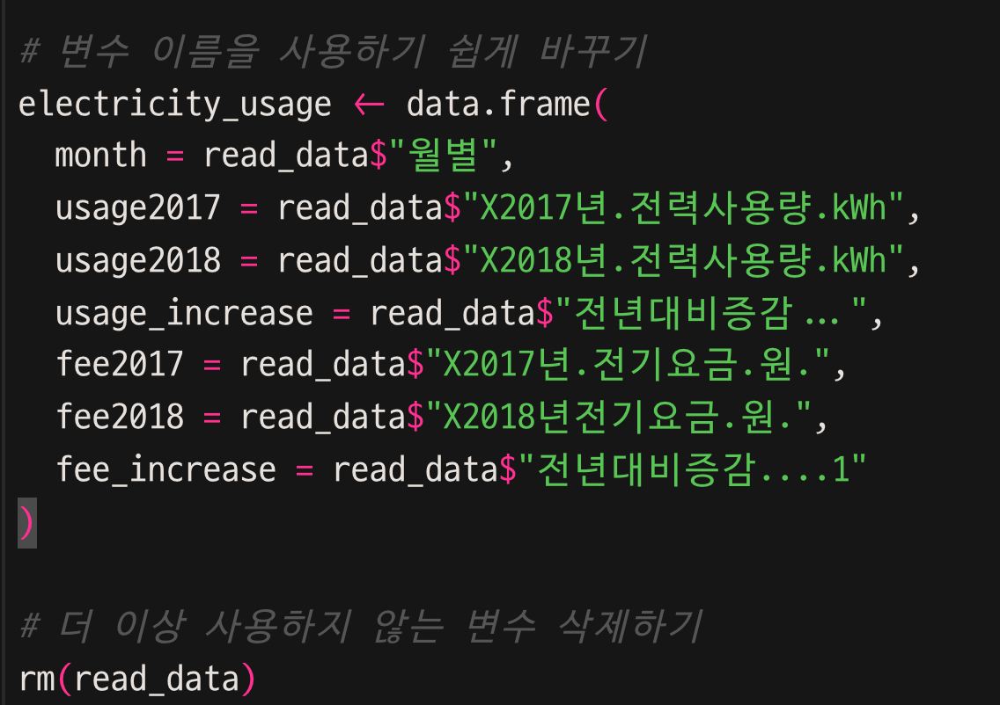 # 변수 이름을 사용하기 쉽게 바꾸기
electricity_usage <- data.frame(
  month = read_data$"월별",
  usage2017 = read_data$"X2017년.전력사용량.kWh",
  usage2018 = read_data$"X2018년.전력사용량.kWh",
  usage_increase = read_data$"전년대비증감...",
  fee2017 = read_data$"X2017년.전기요금.원.",
  fee2018 = read_data$"X2018년전기요금.원.",
  fee_increase = read_data$"전년대비증감....1"
)
# 더 이상 사용하지 않는 변수 삭제하기
rm(read_data)